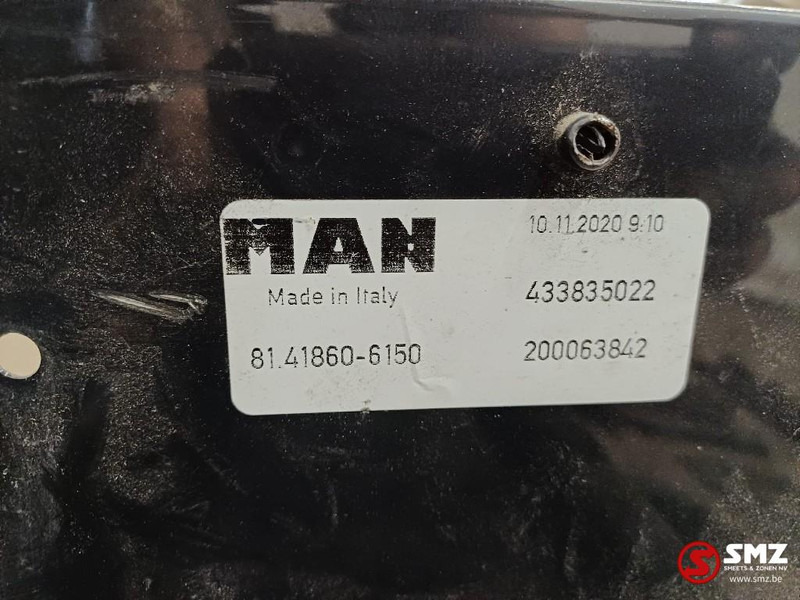 MAN 10.11.2020 9:10
Made in Italy 433835022
81.41860-6150 200063842
SMZ
SMEETS & ZONEN NV
www.smz.be